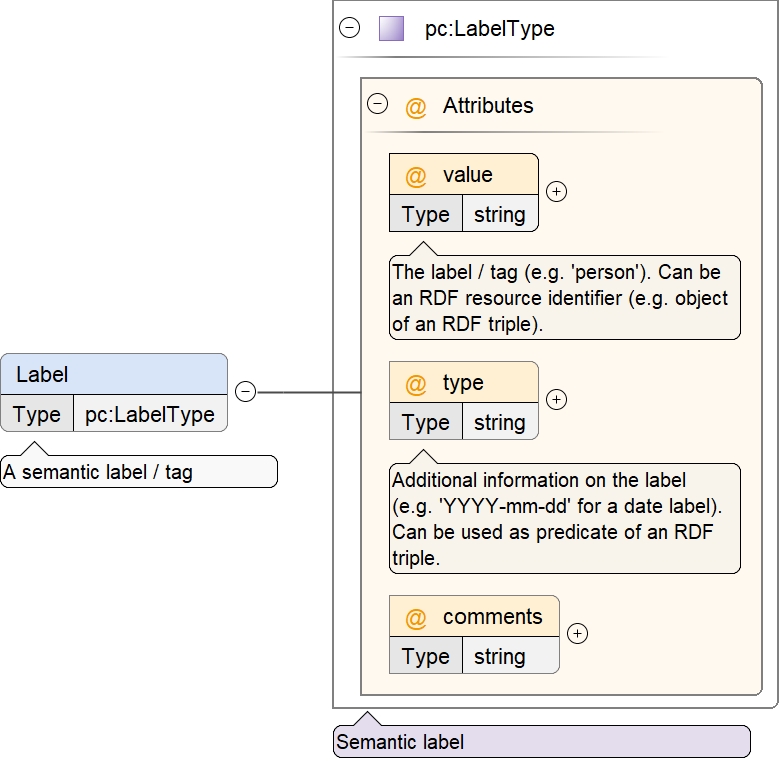 pc:LabelType
@ Attributes
@ value
Type string
The label / tag (e.g. 'person'). Can be
an RDF resource identifier (e.g. object
of an RDF triple).
@ type
Type string
Additional information on the label
(e.g. 'YYYY-mm-dd' for a date label).
Can be used as predicate of an RDF
triple.
@ comments
Type string
Label
Type pc:LabelType
A semantic label / tag
Semantic label